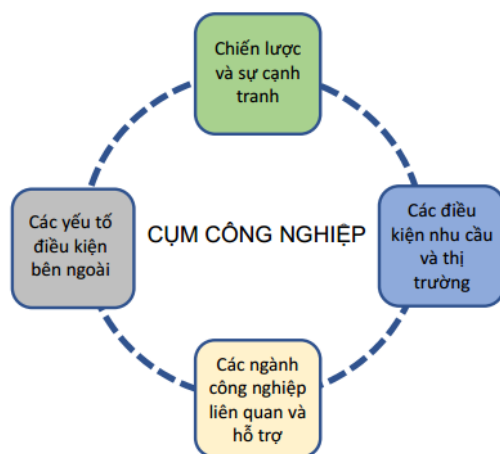 Chiến lược
và sự cạnh
tranh
Các yếu tố
điều kiện
bên ngoài
CỤM CÔNG NGHIỆP
Các điều
kiện nhu cầu
và thị
trường
Các ngành
công nghiệp
liên quan và
hỗ trợ